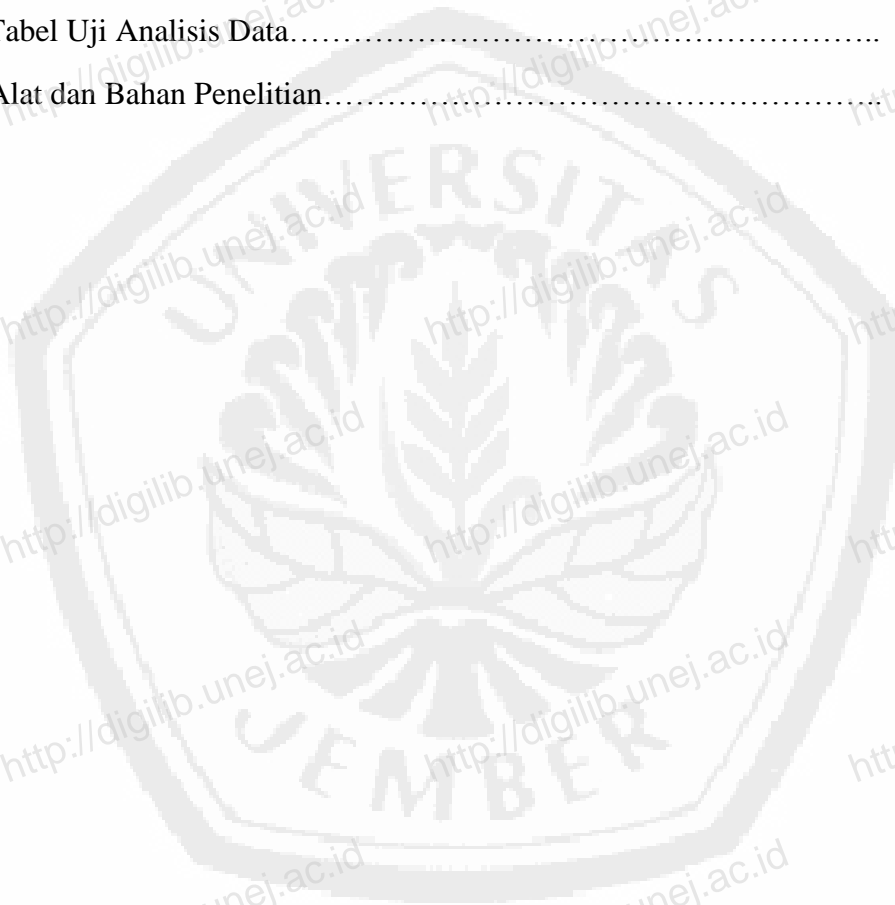 Tabel Uji Analisis Data……………………………………………..
Alat dan Bahan Penelitian…………………………………………..
UNIVERSITAS
JEMBER
http://digilib.unej.ac.id
http://digilib.unej.ac.id
http://digilib.unej.ac.id
http://digilib.unej.ac.id
http://digilib.unej.ac.id
http://digilib.unej.ac.id
http://digilib.unej.ac.id
http://digilib.unej.ac.id